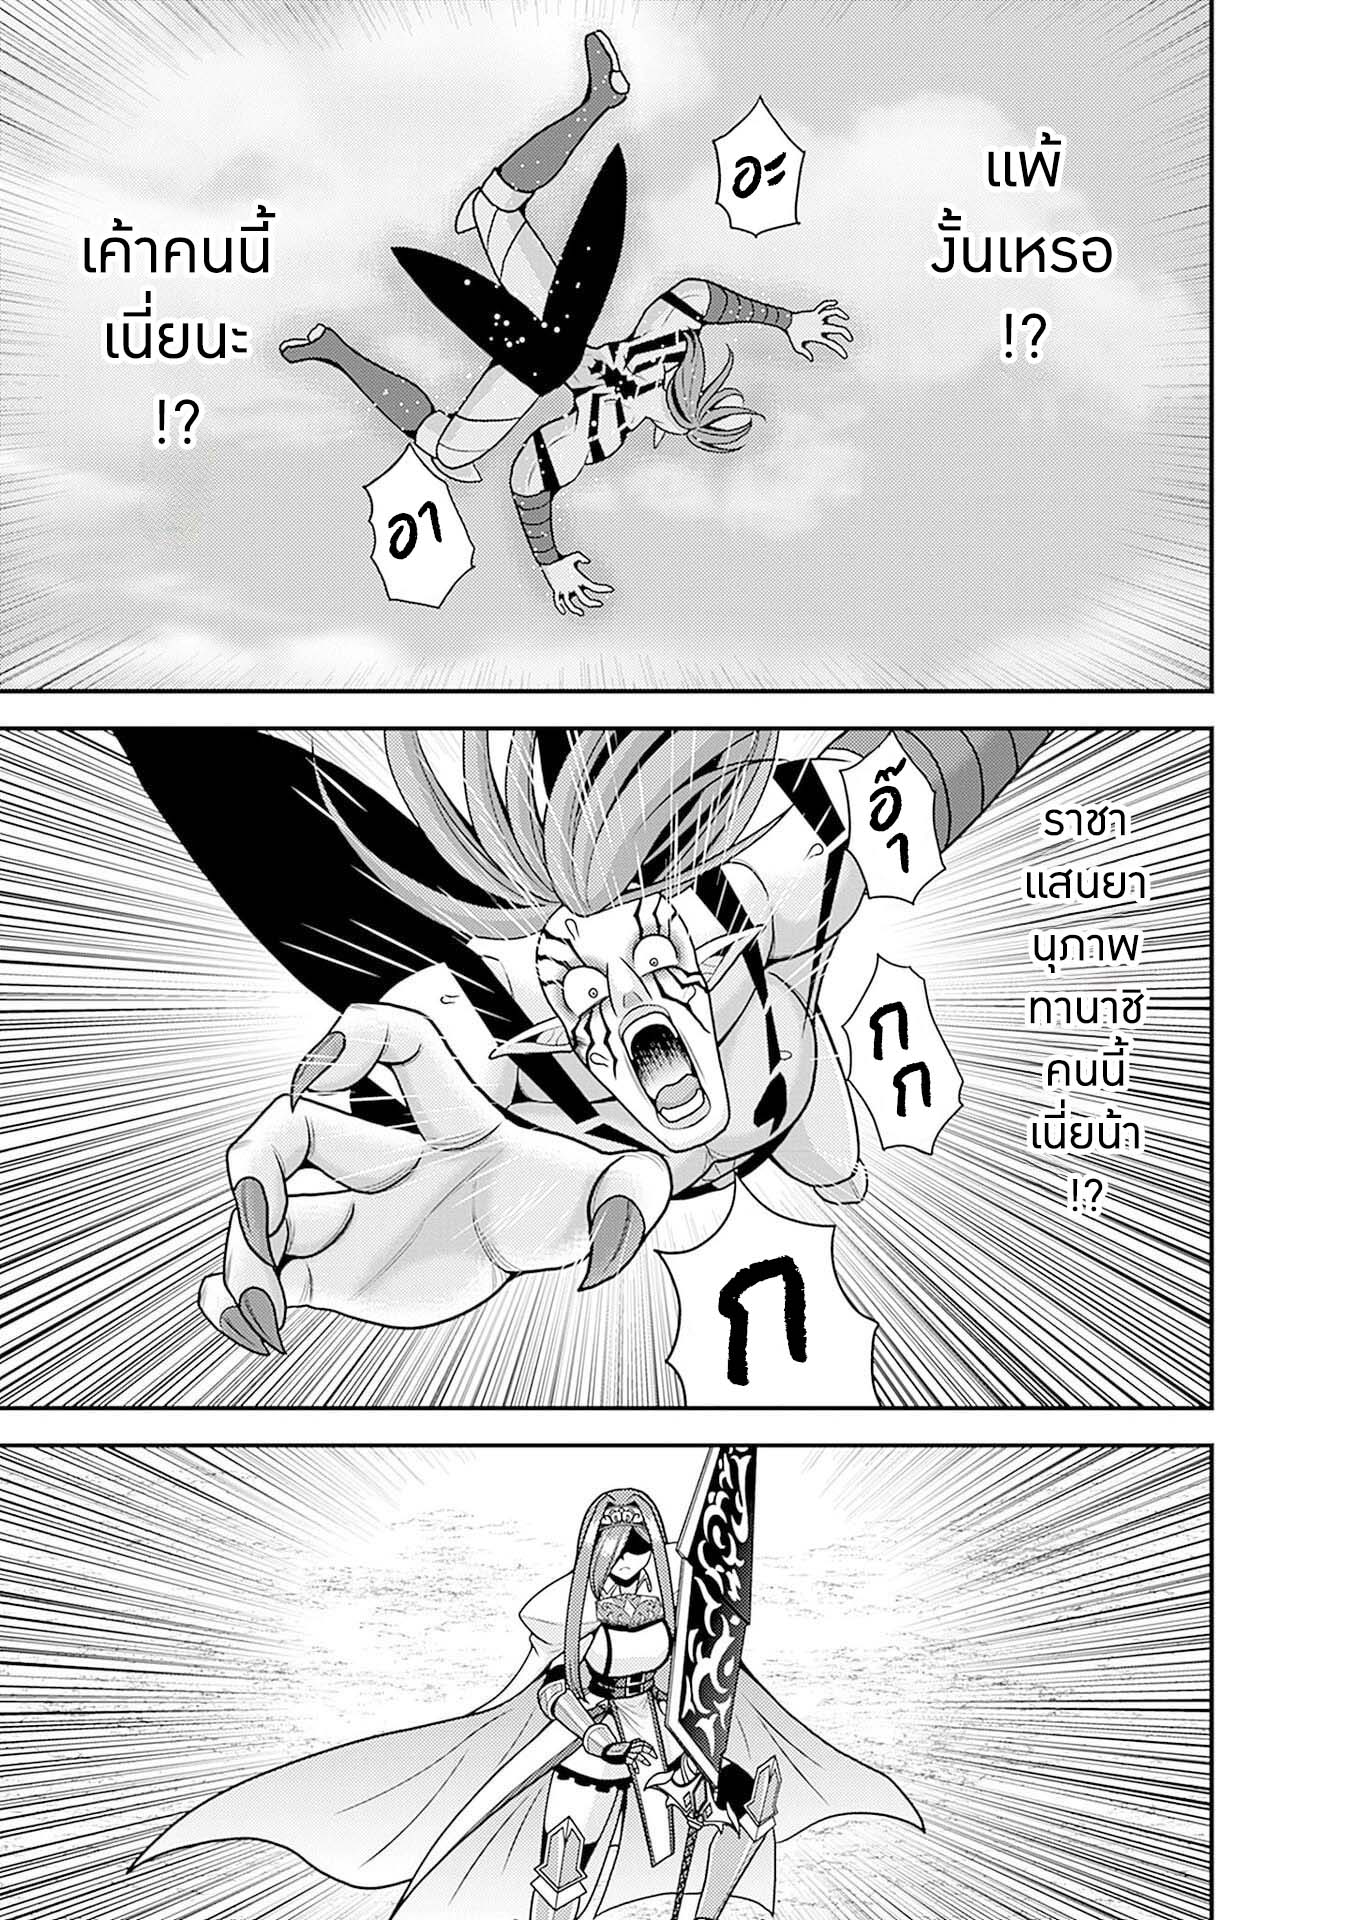 แพ้
งั้นเหรอ
!?
อะ
เค้าคนนี้
เนี่ยนะ
!?
อา
ราชา
แสนยา
นุภาพ
ทานาชิ
คนนี้
เนี่ยน้า
!?
อ๊า
ก
ก
ก